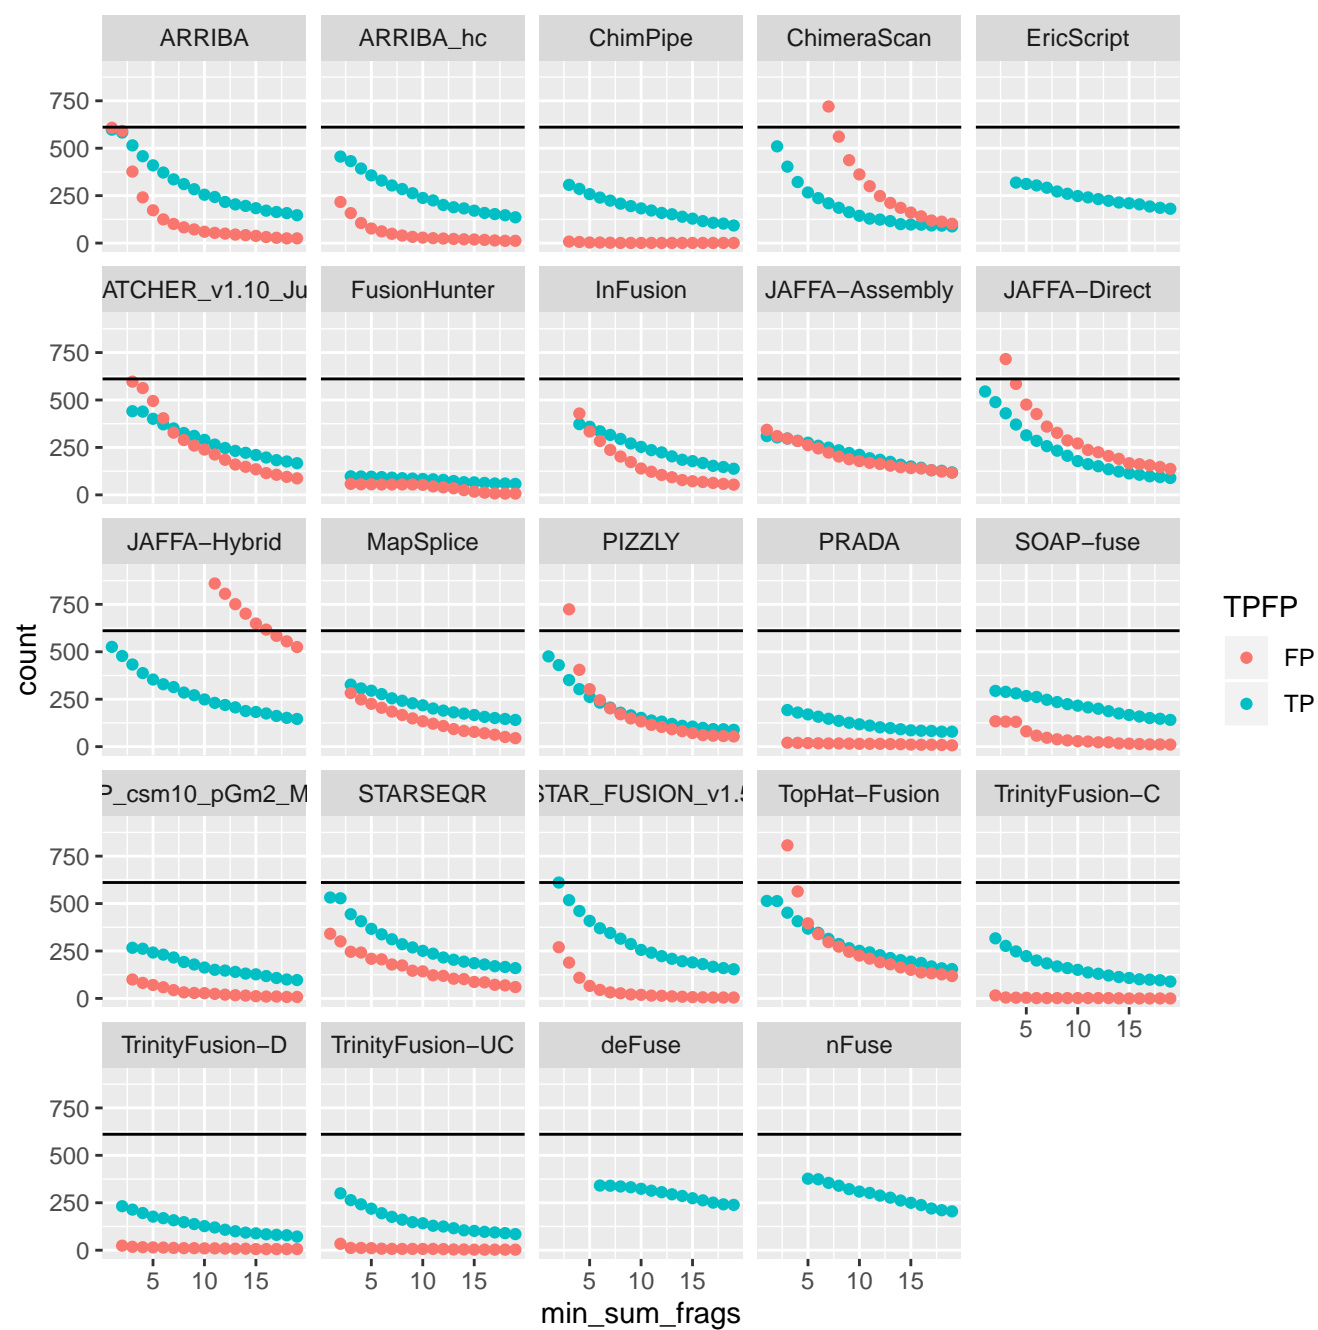 ARRIBA ARRIBA_hc ChimPipe ChimeraScan EricScript
750
500
250
0
ATCHER_v1.10_Ju FusionHunter InFusion JAFFA−Assembly JAFFA−Direct
750
500
250
0
JAFFA−Hybrid MapSplice PIZZLY PRADA SOAP−fuse
750
500
250
0
P_csm10_pGm2_M STARSEQR STAR_FUSION_v1.5 TopHat−Fusion TrinityFusion−C
750
500
250
0
5 10 15
TrinityFusion−D TrinityFusion−UC deFuse nFuse
750
500
250
0
5 10 15 5 10 15 5 10 15 5 10 15
min_sum_frags
count
TPFP
FP
TP